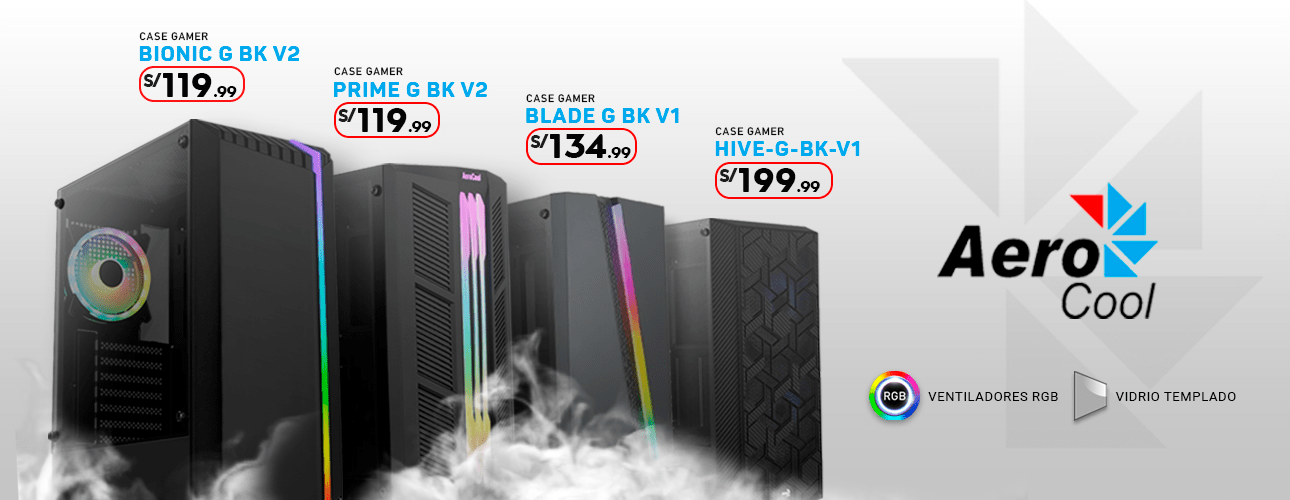 CASE GAMER
BIONIC G BK V2
S/119.99
CASE GAMER
PRIME G BK V2
S/119.99
CASE GAMER
BLADE G BK V1
S/134.99
CASE GAMER
HIVE-G-BK-V1
S/199.99
AeroCool
Aero
Cool
RGB
VENTILADORES RGB
VIDRIO TEMPLADO